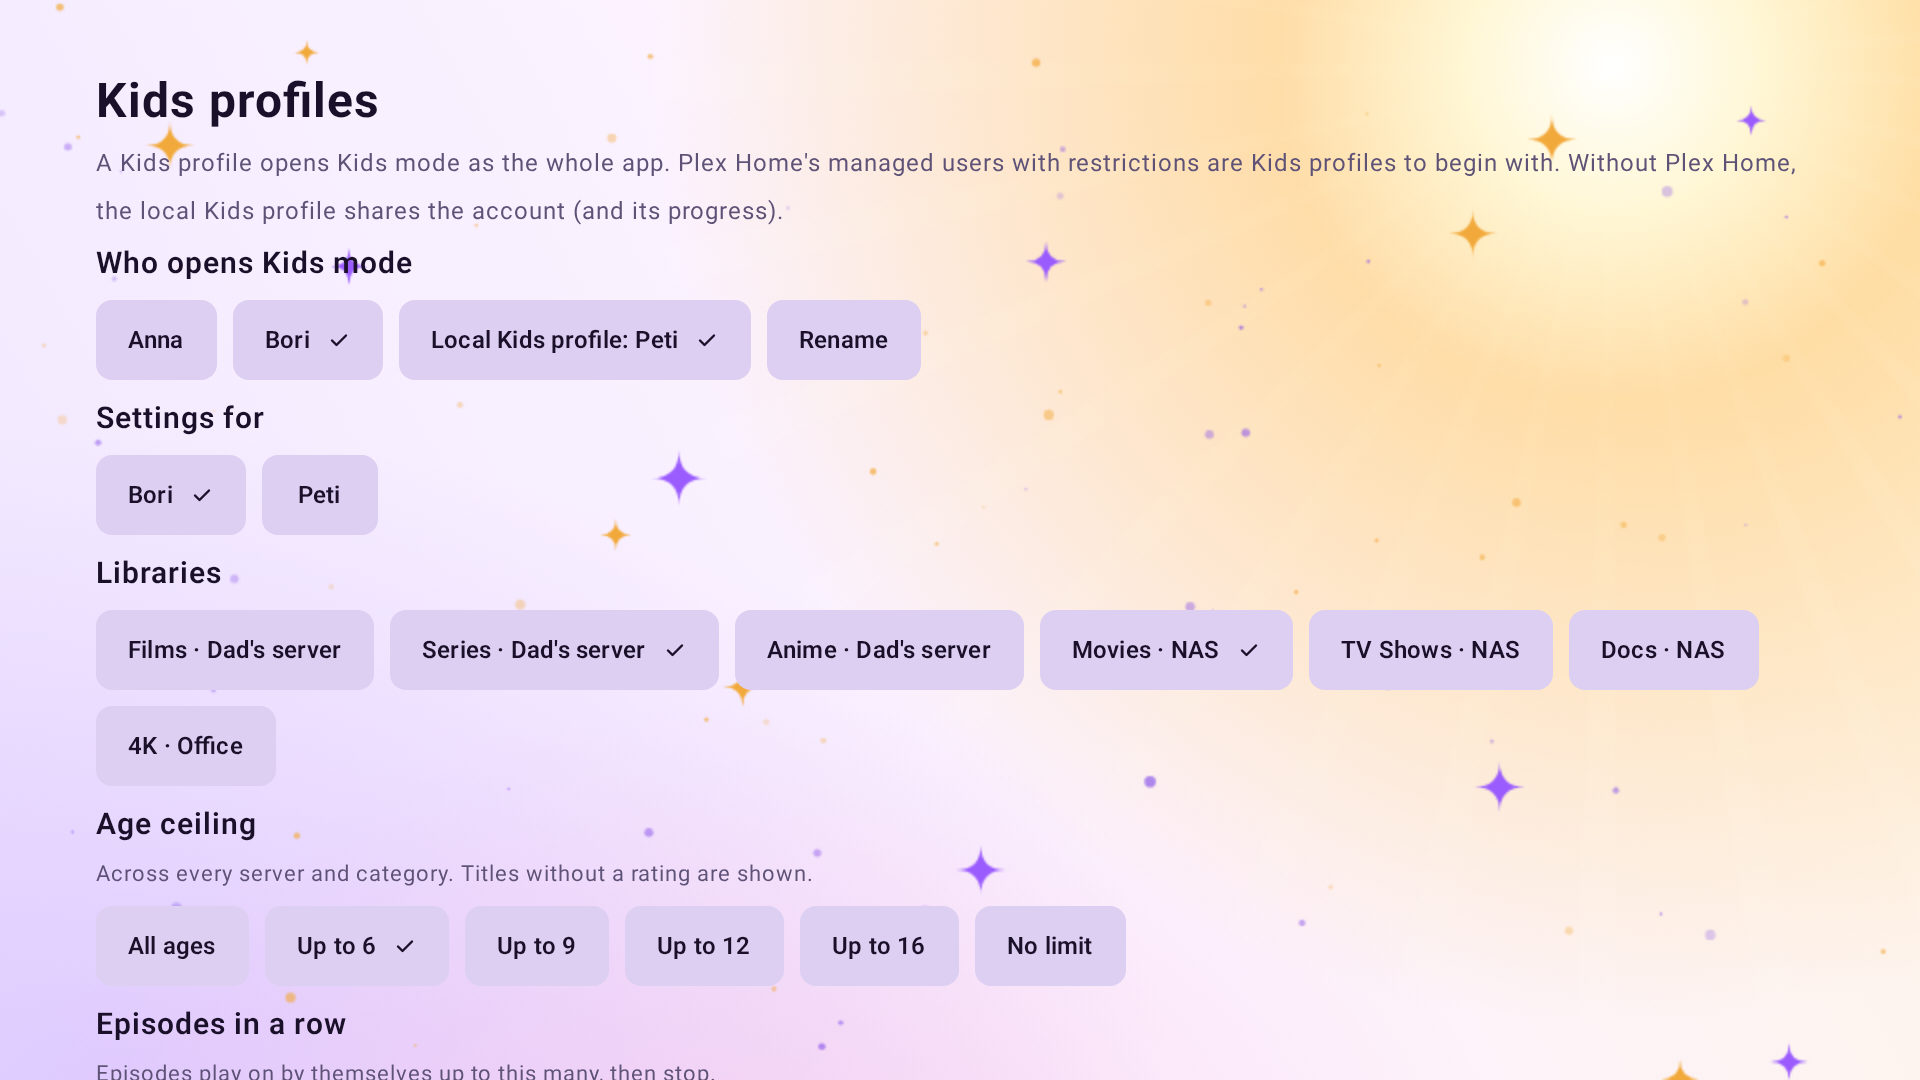 Kids profiles
A Kids profile opens Kids mode as the whole app. Plex Home's managed users with restrictions are Kids profiles to begin with. Without Plex Home,
the local Kids profile shares the account (and its progress).
Who opens Kids mode
Anna Bori ✓ Local Kids profile: Peti ✓ Rename
Settings for
Bori ✓ Peti
Libraries
Films · Dad's server Series · Dad's server ✓ Anime · Dad's server Movies · NAS ✓ TV Shows · NAS Docs · NAS
4K · Office
Age ceiling
Across every server and category. Titles without a rating are shown.
All ages Up to 6 ✓ Up to 9 Up to 12 Up to 16 No limit
Episodes in a row
Episodes play on by themselves up to this many, then stop.